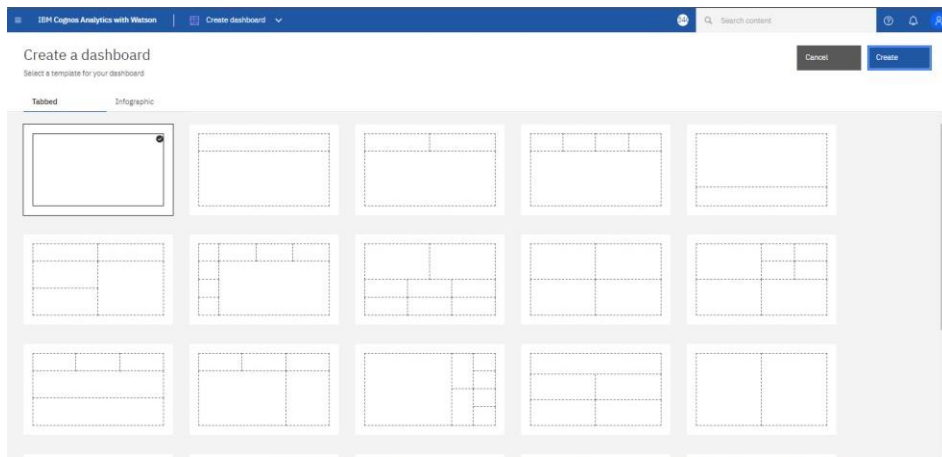 IBM Cognos Analytics with Watson
Create dashboard
Search content
Create a dashboard
Select a template for your dashboard
Cancel
Create
Tabbed
Infographic